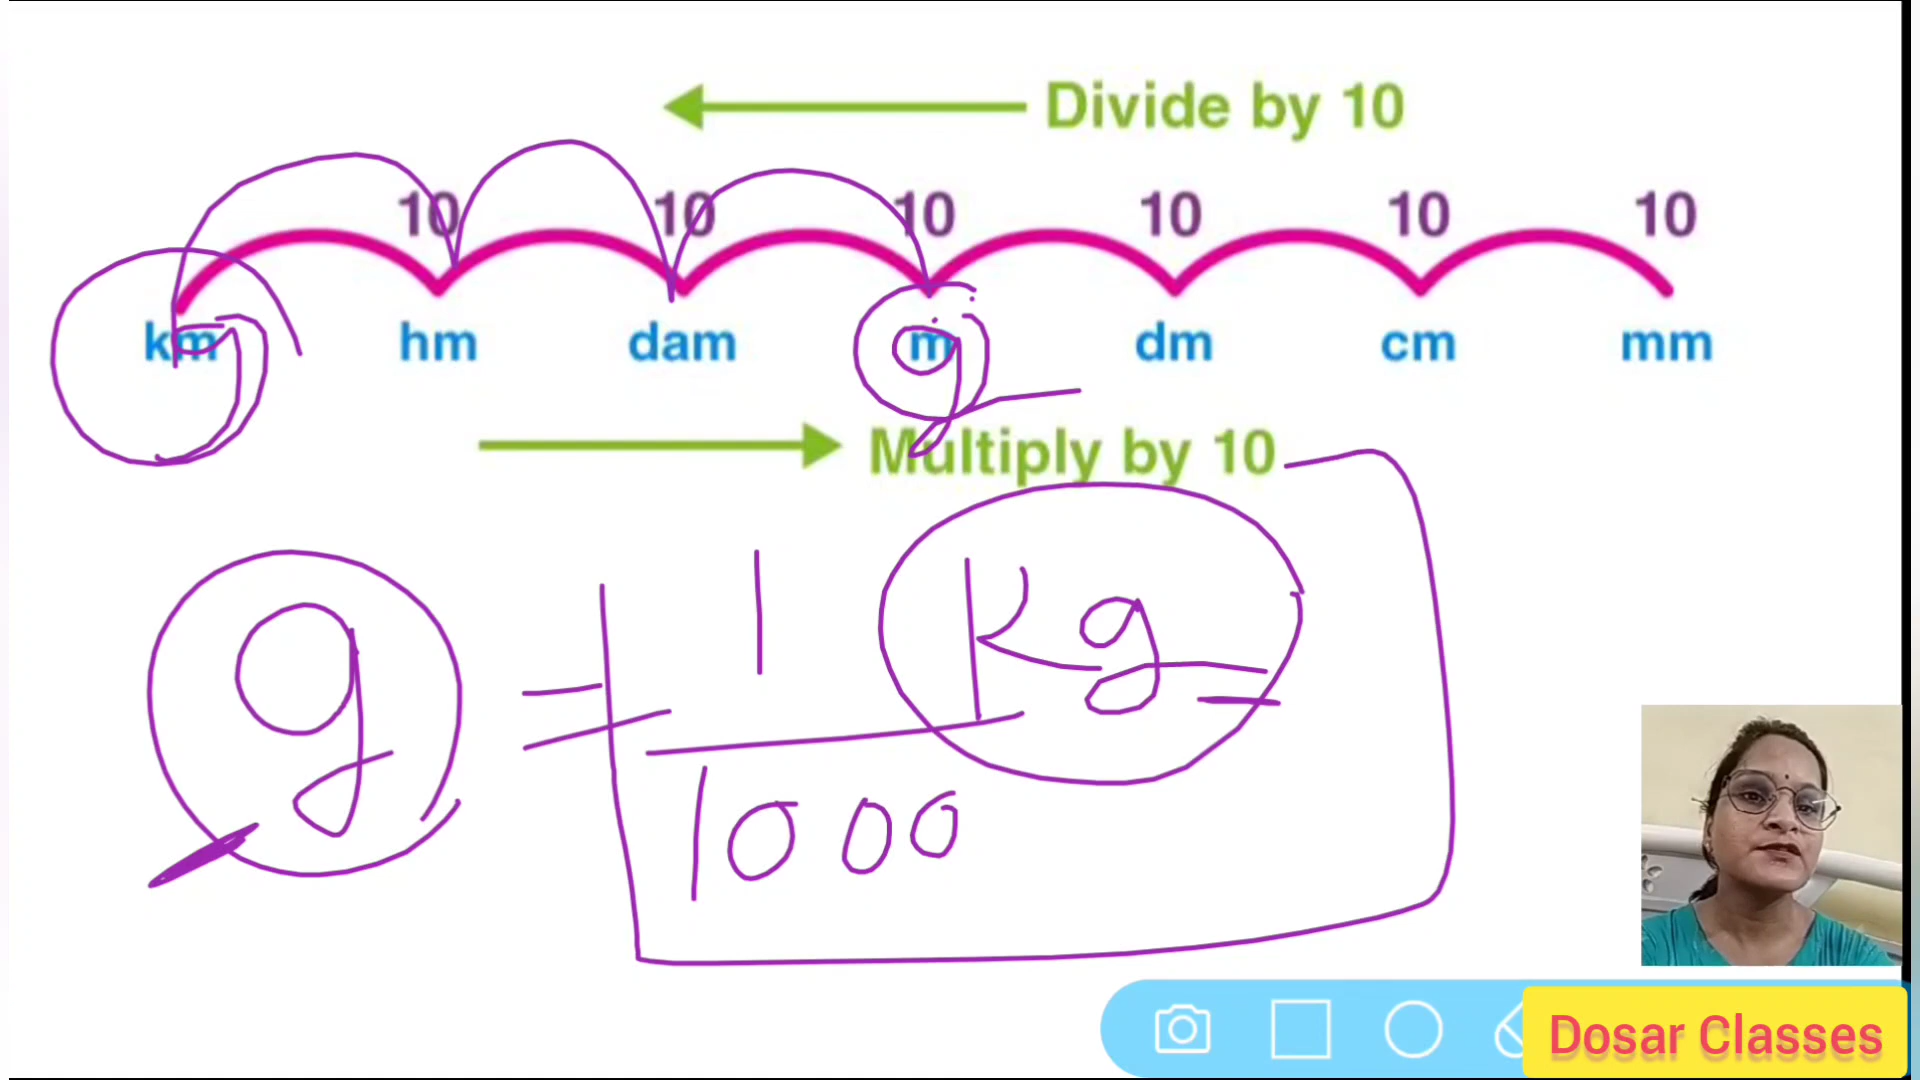 Divide by 10
10 10 10 10 10 10
km hm dam m dm cm mm
g
Multiply by 10
g = 1 kg
1000
Dosar Classes